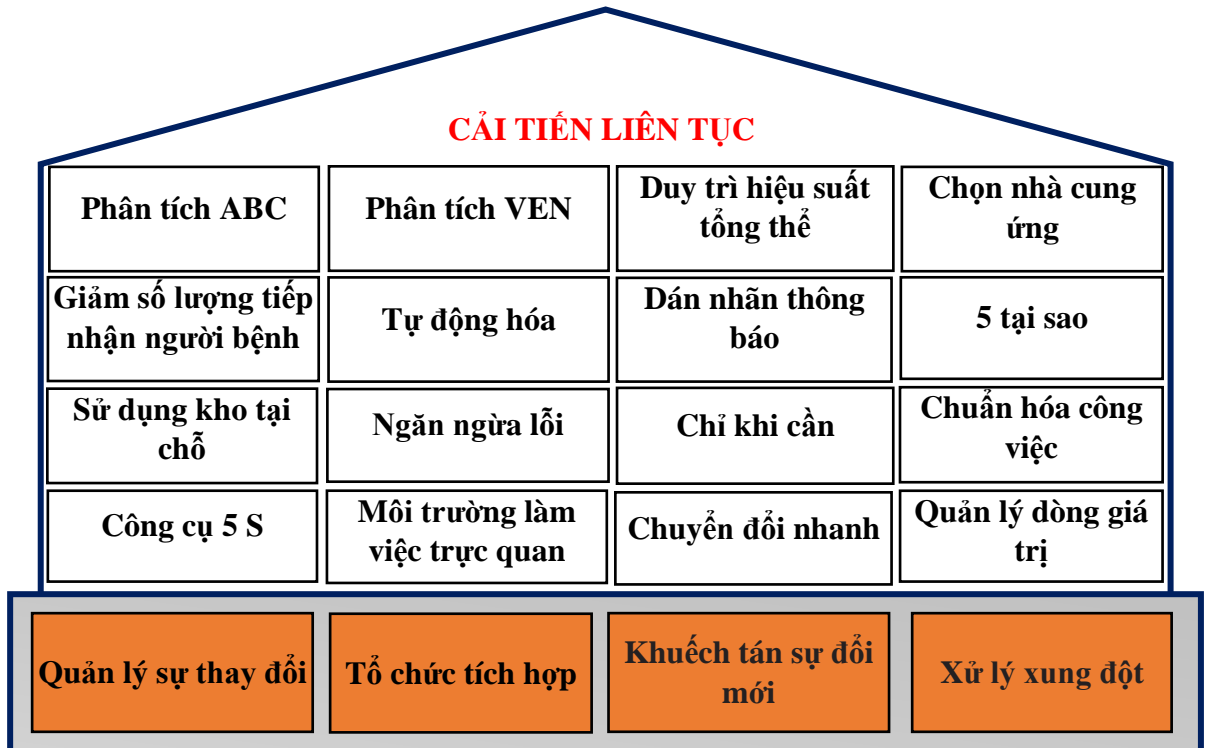 CẢI TIẾN LIÊN TỤC
Phân tích ABC
Phân tích VEN
Duy trì hiệu suất
tổng thể
Chọn nhà cung
ứng
Giảm số lượng tiếp
nhận người bệnh
Tự động hóa
Dán nhãn thông
báo
5 tại sao
Sử dụng kho tại
chỗ
Ngăn ngừa lỗi
Chỉ khi cần
Chuẩn hóa công
việc
Công cụ 5 S
Môi trường làm
việc trực quan
Chuyển đổi nhanh
Quản lý dòng giá
trị
Quản lý sự thay đổi
Tổ chức tích hợp
Khuếch tán sự đổi
mới
Xử lý xung đột